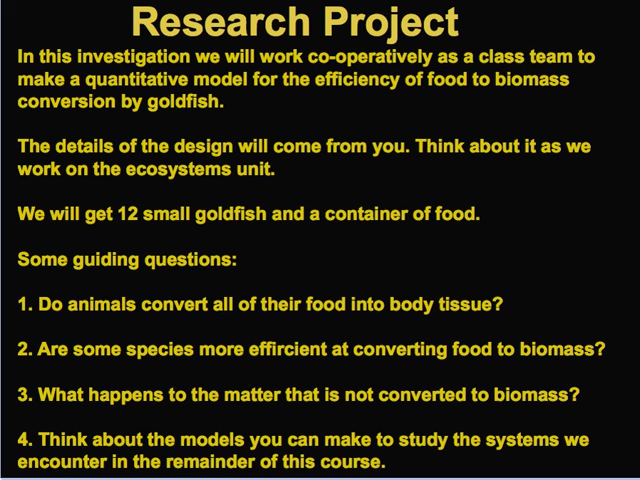 Research Project
In this investigation we will work co-operatively as a class team to
make a quantitative model for the efficiency of food to biomass
conversion by goldfish.
The details of the design will come from you. Think about it as we
work on the ecosystems unit.
We will get 12 small goldfish and a container of food.
Some guiding questions:
1. Do animals convert all of their food into body tissue?
2. Are some species more effircient at converting food to biomass?
3. What happens to the matter that is not converted to biomass?
4. Think about the models you can make to study the systems we
encounter in the remainder of this course.